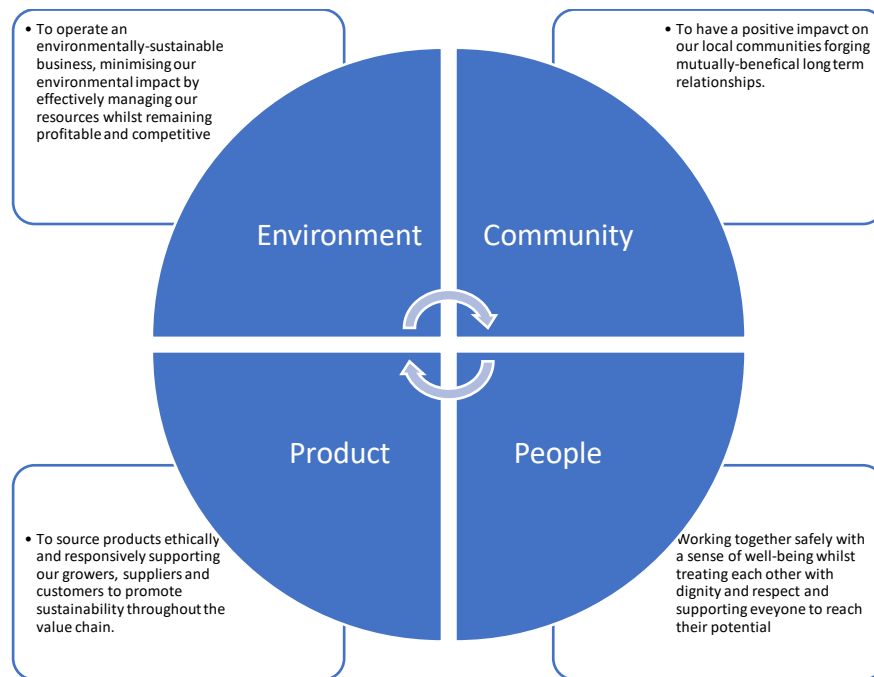 • To operate an
environmentally-sustainable
business, minimising our
environmental impact by
effectively managing our
resources whilst remaining
profitable and competitive
• To have a positive impavct on
our local communities forging
mutually-benefical long term
relationships.
Environment
Community
Product
People
• To source products ethically
and responsively supporting
our growers, suppliers and
customers to promote
sustainability throughout the
value chain.
Working together safely with
a sense of well-being whilst
treating each other with
dignity and respect and
supporting eveyone to reach
their potential